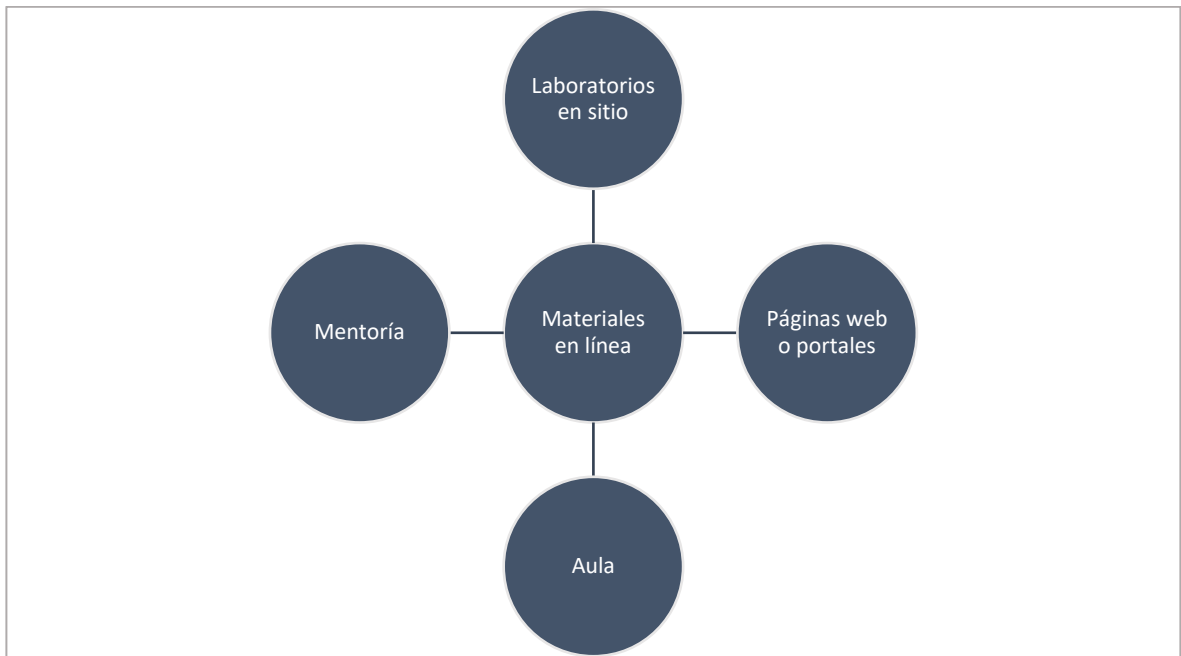 Laboratorios
en sitio
Mentoría
Materiales
en línea
Páginas web
o portales
Aula